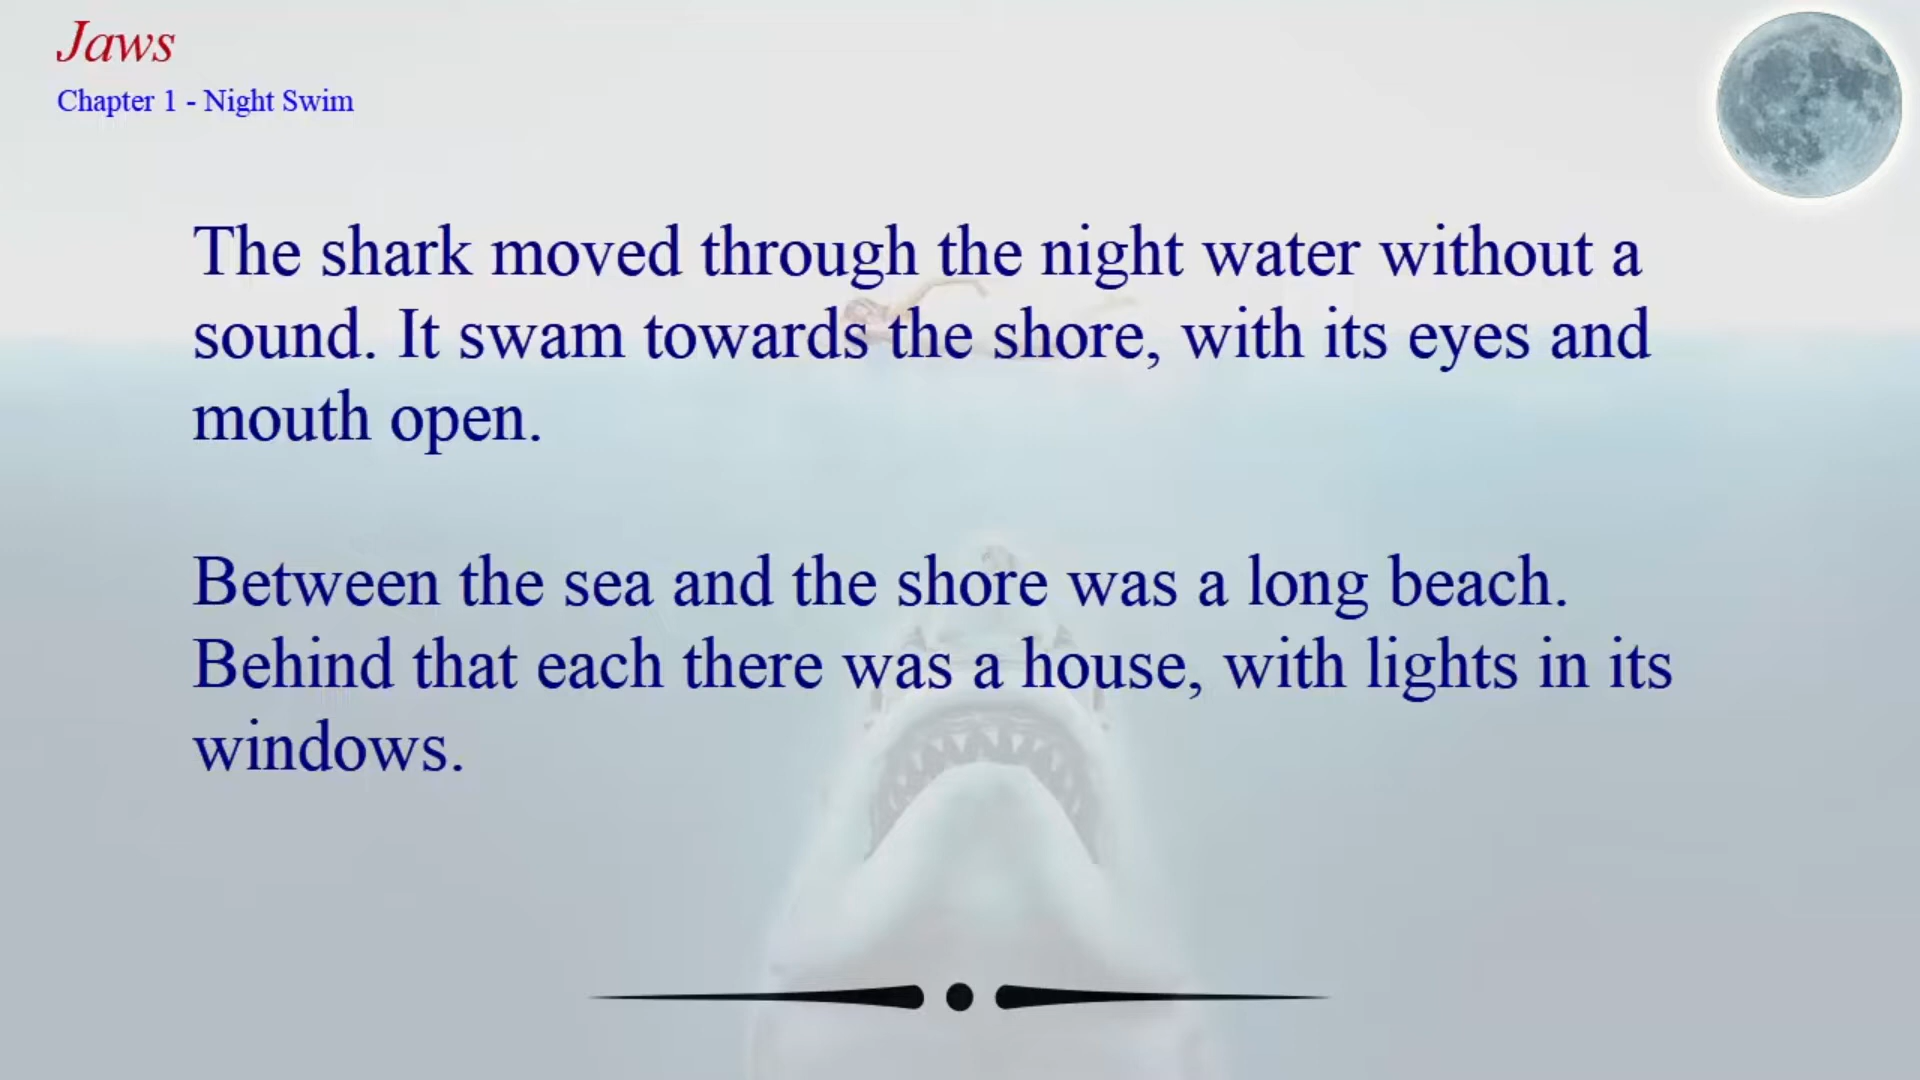 Jaws
Chapter 1 - Night Swim
The shark moved through the night water without a
sound. It swam towards the shore, with its eyes and
mouth open.
Between the sea and the shore was a long beach.
Behind that each there was a house, with lights in its
windows.